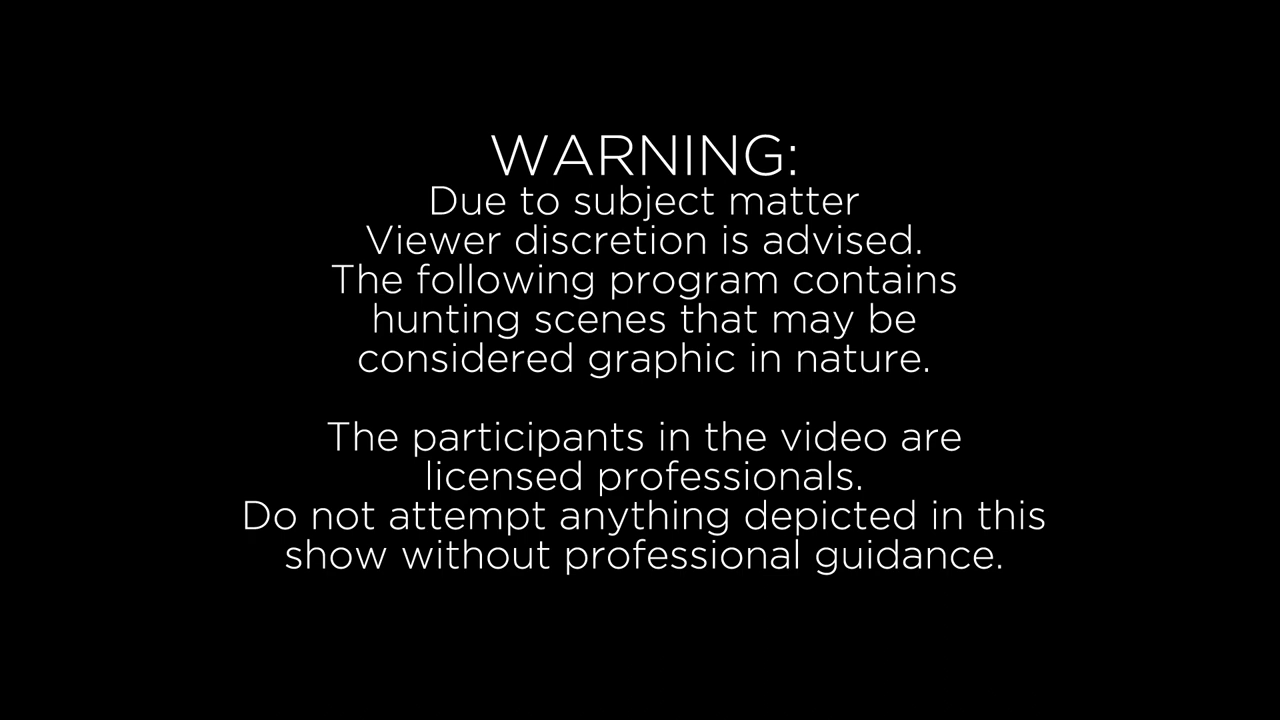 WARNING:
Due to subject matter
Viewer discretion is advised.
The following program contains
hunting scenes that may be
considered graphic in nature.
The participants in the video are
licensed professionals.
Do not attempt anything depicted in this
show without professional guidance.